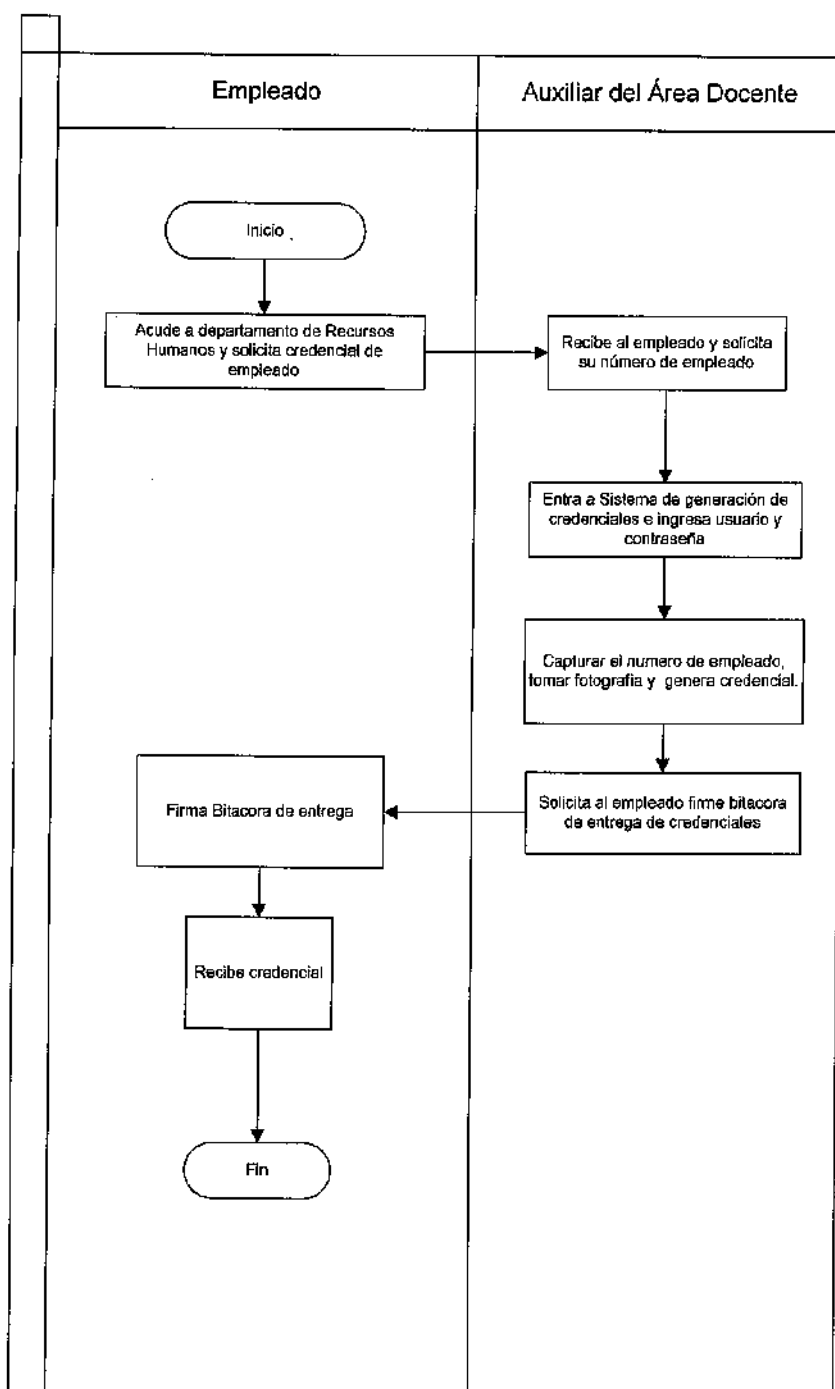 Empleado
Auxiliar del Área Docente
Inicio
Acude a departamento de Recursos
Humanos y solicita credencial de
empleado
Recibe al empleado y solicita
su número de empleado
Entra a Sistema de generación de
credenciales e ingresa usuario y
contraseña
Capturar el numero de empleado,
tomar fotografia y genera credencial.
Solicita al empleado firme bitacora
de entrega de credenciales
Firma Bitacora de entrega
Recibe credencial
Fin